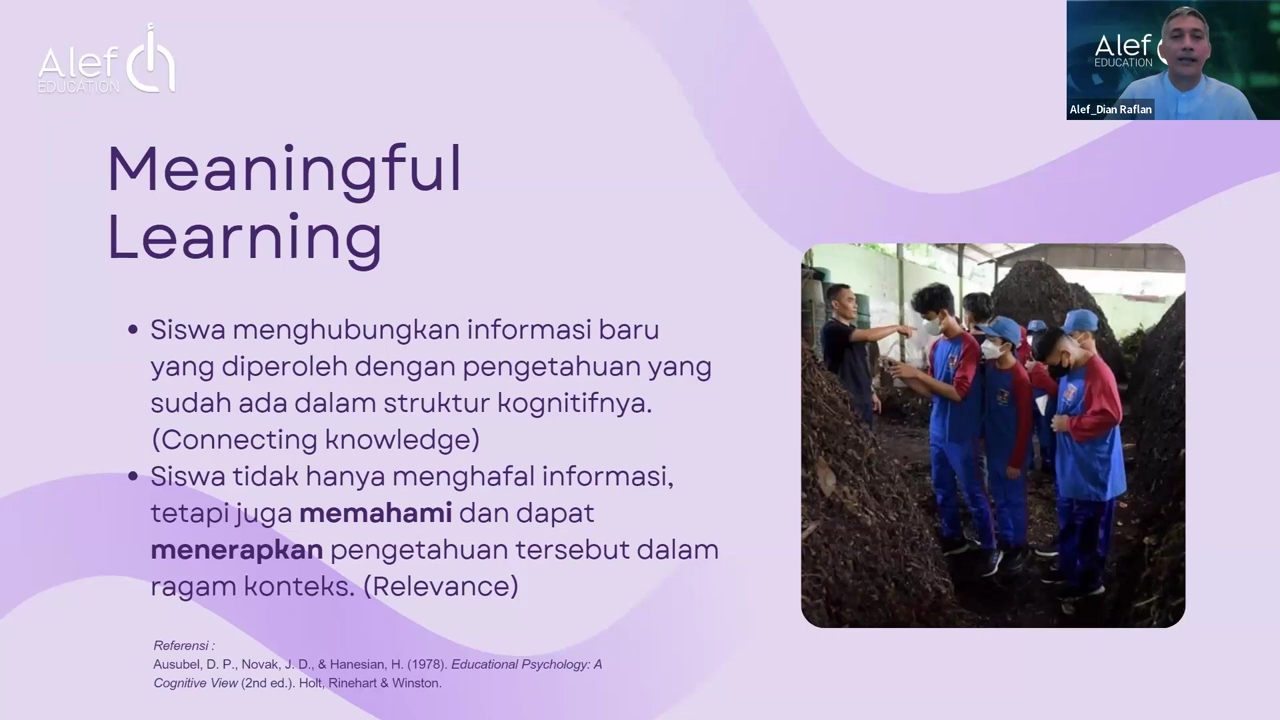 Alef
EDUCATION
Alef
EDUCATION
Alef_Dian Raflan
Meaningful
Learning
• Siswa menghubungkan informasi baru
yang diperoleh dengan pengetahuan yang
sudah ada dalam struktur kognitifnya.
(Connecting knowledge)
• Siswa tidak hanya menghafal informasi,
tetapi juga memahami dan dapat
menerapkan pengetahuan tersebut dalam
ragam konteks. (Relevance)
Referensi :
Ausubel, D. P., Novak, J. D., & Hanesian, H. (1978). Educational Psychology: A
Cognitive View (2nd ed.). Holt, Rinehart & Winston.